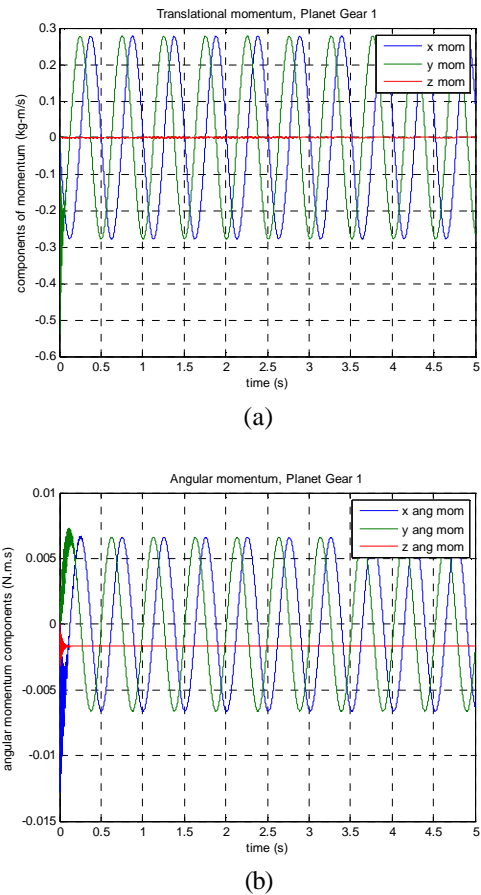 Translational momentum, Planet Gear 1
components of momentum (kg-m/s)
0.3
0.2
0.1
0
-0.1
-0.2
-0.3
-0.4
-0.5
-0.6
x mom
y mom
z mom
0 0.5 1 1.5 2 2.5 3 3.5 4 4.5 5
time (s)
(a)
Angular momentum, Planet Gear 1
angular momentum components (N.m.s)
0.01
0.005
0
-0.005
-0.01
-0.015
x ang mom
y ang mom
z ang mom
0 0.5 1 1.5 2 2.5 3 3.5 4 4.5 5
time (s)
(b)